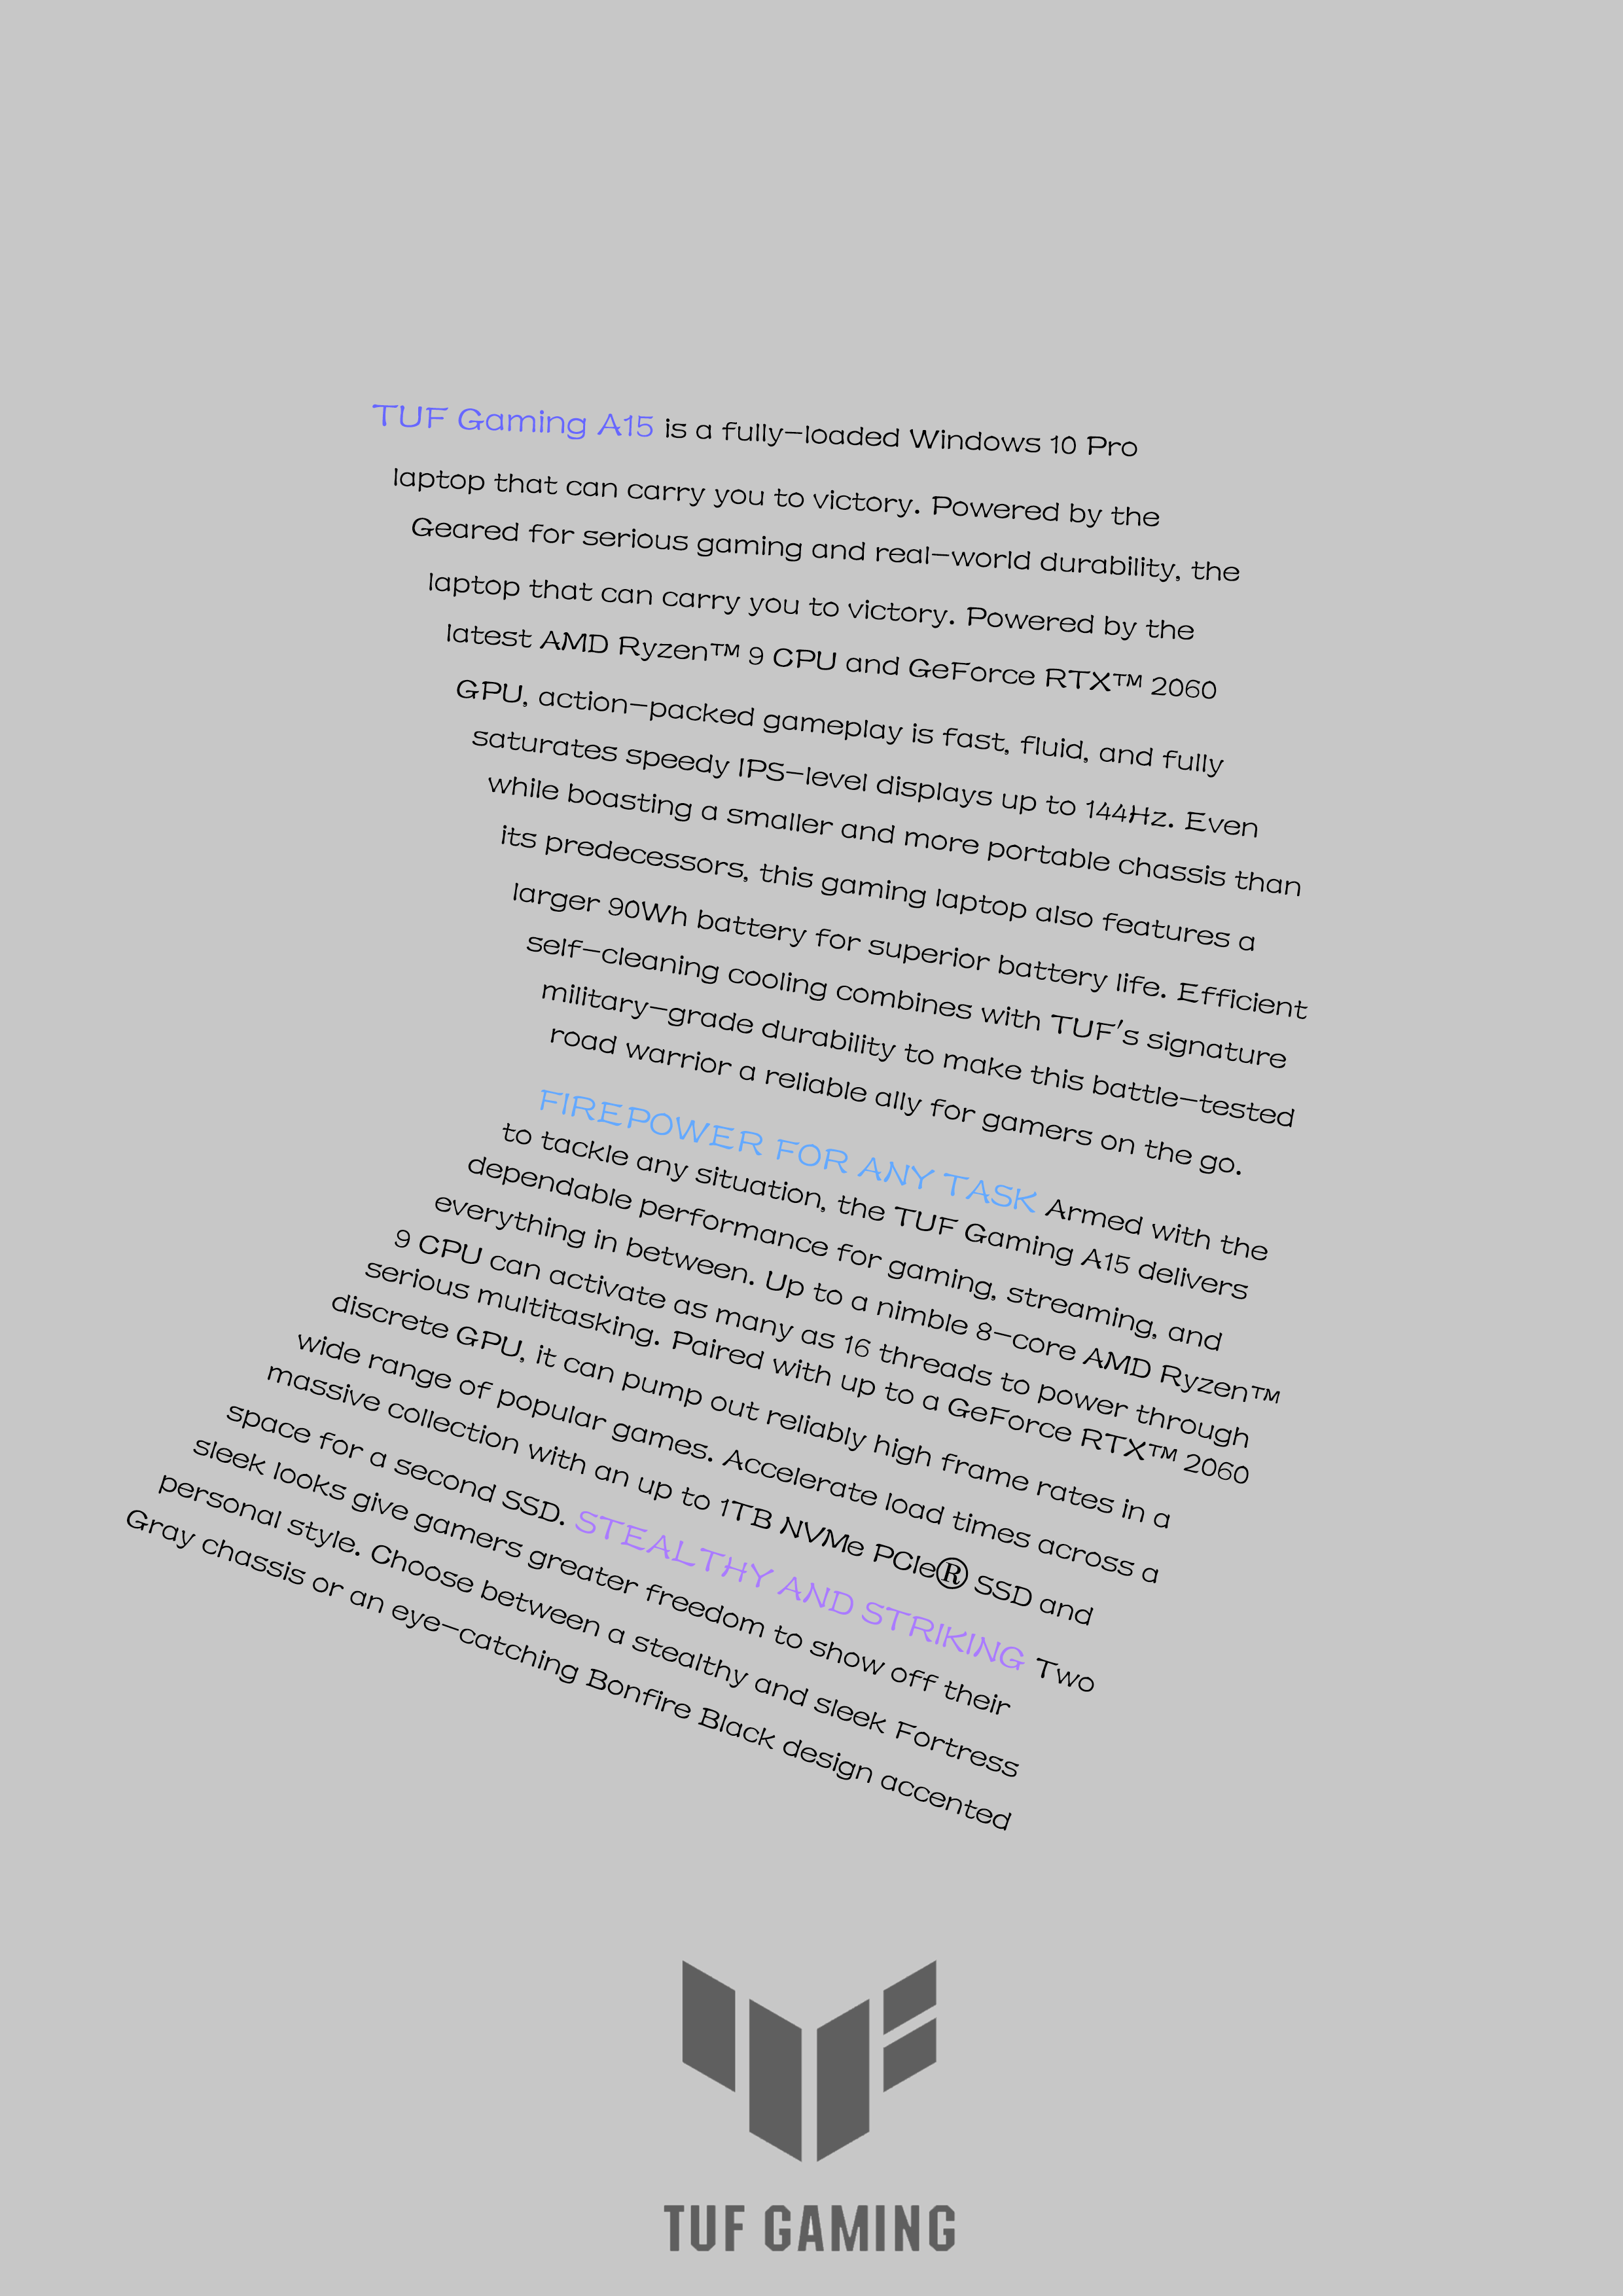 TUF Gaming A15 is a fully-loaded Windows 10 Pro
laptop that can carry you to victory. Powered by the
Geared for serious gaming and real-world durability, the
laptop that can carry you to victory. Powered by the
latest AMD Ryzen™ 9 CPU and GeForce RTX™ 2060
GPU, action-packed gameplay is fast, fluid, and fully
saturates speedy IPS-level displays up to 144Hz. Even
while boasting a smaller and more portable chassis than
its predecessors, this gaming laptop also features a
larger 90Wh battery for superior battery life. Efficient
self-cleaning cooling combines with TUF's signature
military-grade durability to make this battle-tested
road warrior a reliable ally for gamers on the go.
FIREPOWER FOR ANY TASK Armed with the
to tackle any situation, the TUF Gaming A15 delivers
dependable performance for gaming, streaming, and
everything in between. Up to a nimble 8-core AMD Ryzen™
9 CPU can activate as many as 16 threads to power through
serious multitasking. Paired with up to a GeForce RTX™ 2060
discrete GPU, it can pump out reliably high frame rates in a
wide range of popular games. Accelerate load times across a
massive collection with an up to 1TB NVMe PCIe® SSD and
space for a second SSD. STEALTHY AND STRIKING Two
sleek looks give gamers greater freedom to show off their
personal style. Choose between a stealthy and sleek Fortress
Gray chassis or an eye-catching Bonfire Black design accented
TUF GAMING